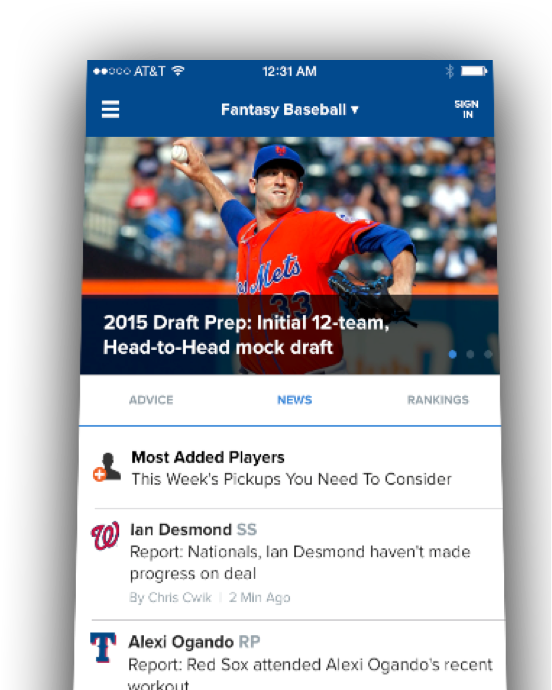 AT&T 12:31 AM
Fantasy Baseball ▾
SIGN
IN
Mets
33
2015 Draft Prep: Initial 12-team,
Head-to-Head mock draft
ADVICE NEWS RANKINGS
Most Added Players
This Week's Pickups You Need To Consider
Ian Desmond SS
Report: Nationals, Ian Desmond haven't made
progress on deal
By Chris Cwik | 2 Min Ago
Alexi Ogando RP
Report: Red Sox attended Alexi Ogando's recent
workout